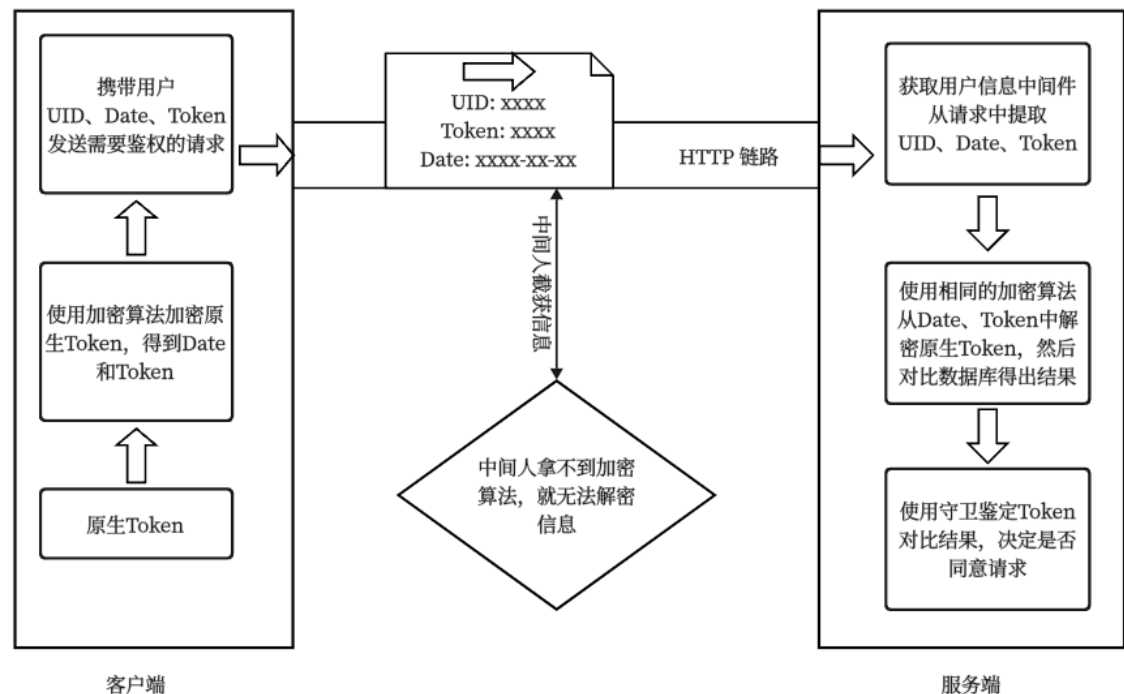 携带用户
UID、Date、Token
发送需要鉴权的请求
使用加密算法加密原
生Token，得到Date
和Token
原生Token
客户端
UID: xxxx
Token: xxxx
Date: xxxx-xx-xx
HTTP 链路
中间人截获信息
中间人拿不到加密
算法，就无法解密
信息
获取用户信息中间件
从请求中提取
UID、Date、Token
使用相同的加密算法
从Date、Token中解
密原生Token，然后
对比数据库得出结果
使用守卫鉴定Token
对比结果，决定是否
同意请求
服务端